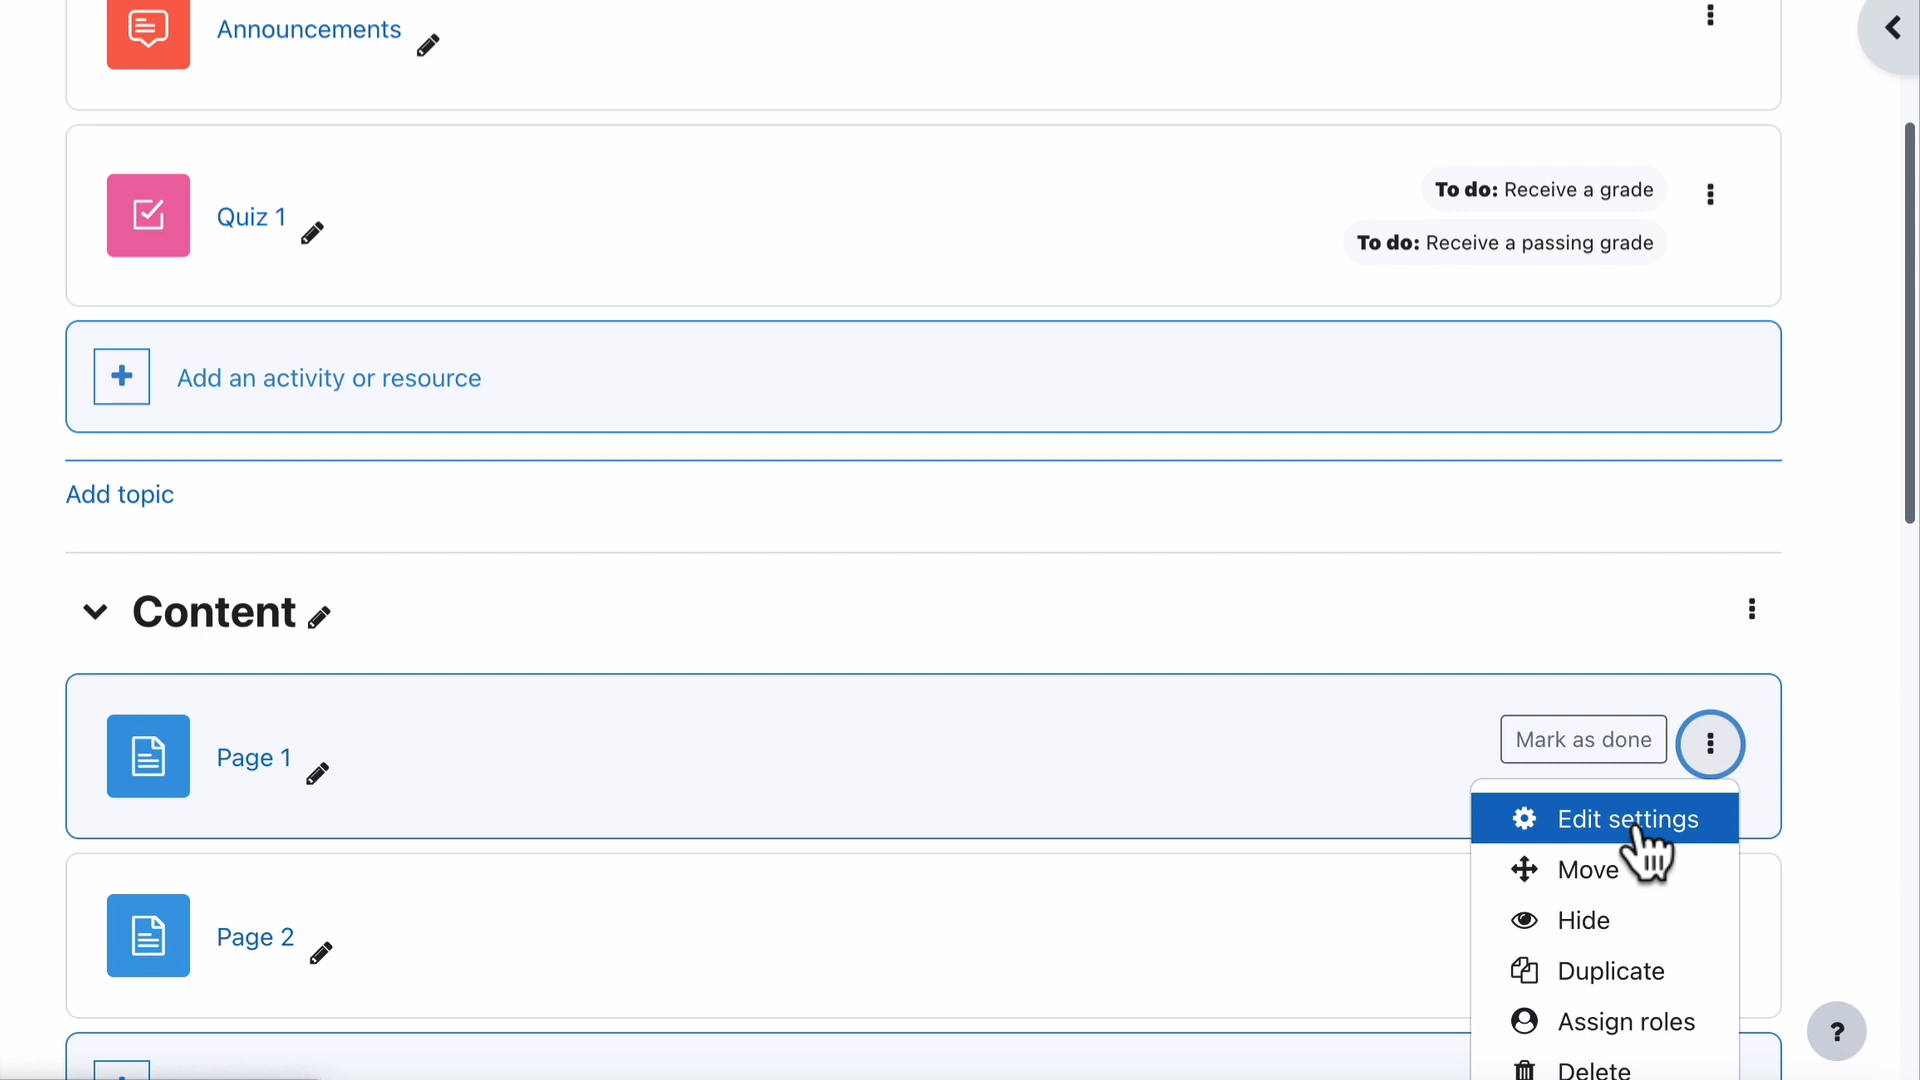 Announcements
Quiz 1
To do: Receive a grade
To do: Receive a passing grade
Add an activity or resource
Add topic
Content
Page 1
Mark as done
Edit settings
Move
Hide
Page 2
Duplicate
Assign roles
?
Delete